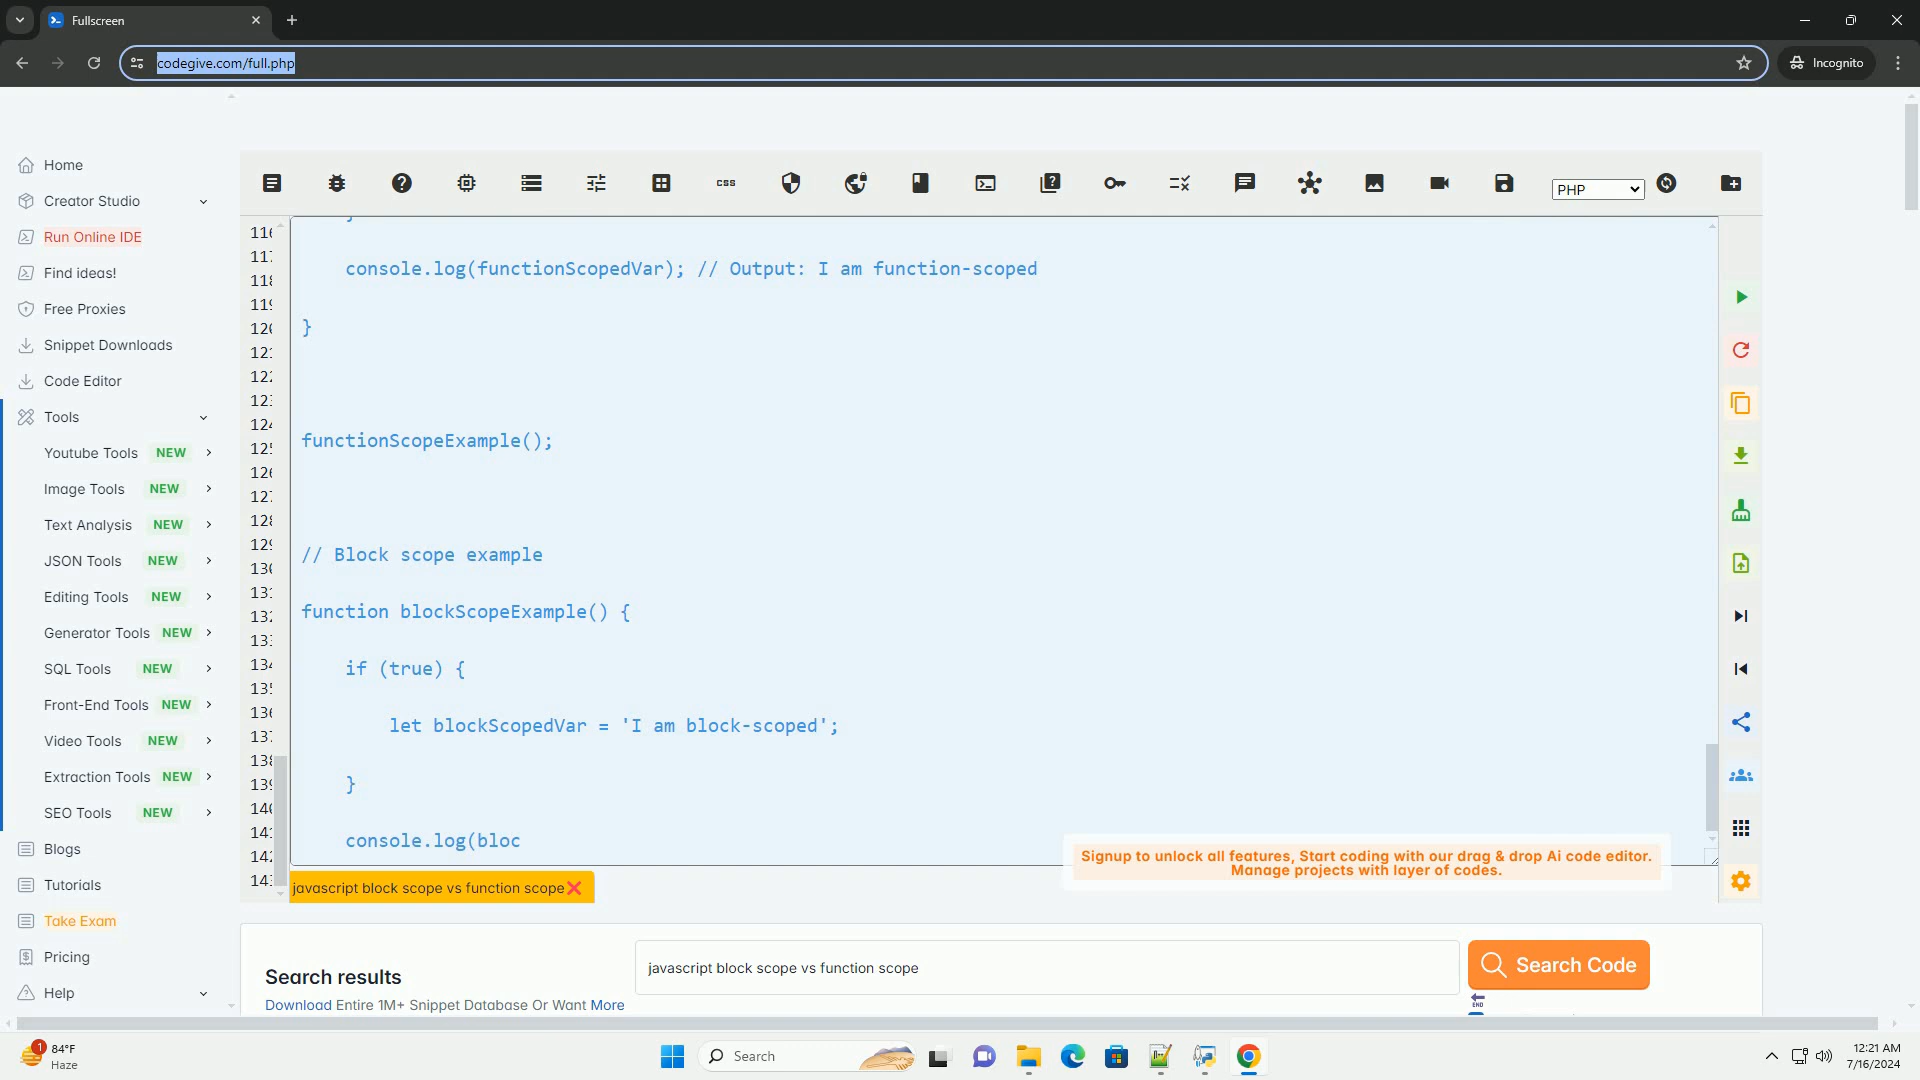 Fullscreen
codegive.com/full.php
Incognito
Home
Creator Studio
Run Online IDE
Find ideas!
Free Proxies
Snippet Downloads
Code Editor
Tools
Youtube Tools NEW
Image Tools NEW
Text Analysis NEW
JSON Tools NEW
Editing Tools NEW
Generator Tools NEW
SQL Tools NEW
Front-End Tools NEW
Video Tools NEW
Extraction Tools NEW
SEO Tools NEW
Blogs
Tutorials
Take Exam
Pricing
Help
css
PHP
}
console.log(functionScopedVar); // Output: I am function-scoped
}
functionScopeExample();
// Block scope example
function blockScopeExample() {
if (true) {
let blockScopedVar = 'I am block-scoped';
}
console.log(bloc
Signup to unlock all features, Start coding with our drag & drop Ai code editor.
Manage projects with layer of codes.
javascript block scope vs function scope
Search results
Download Entire 1M+ Snippet Database Or Want More
javascript block scope vs function scope
Search Code
END
1
84°F
Haze
Search
12:21 AM
7/16/2024